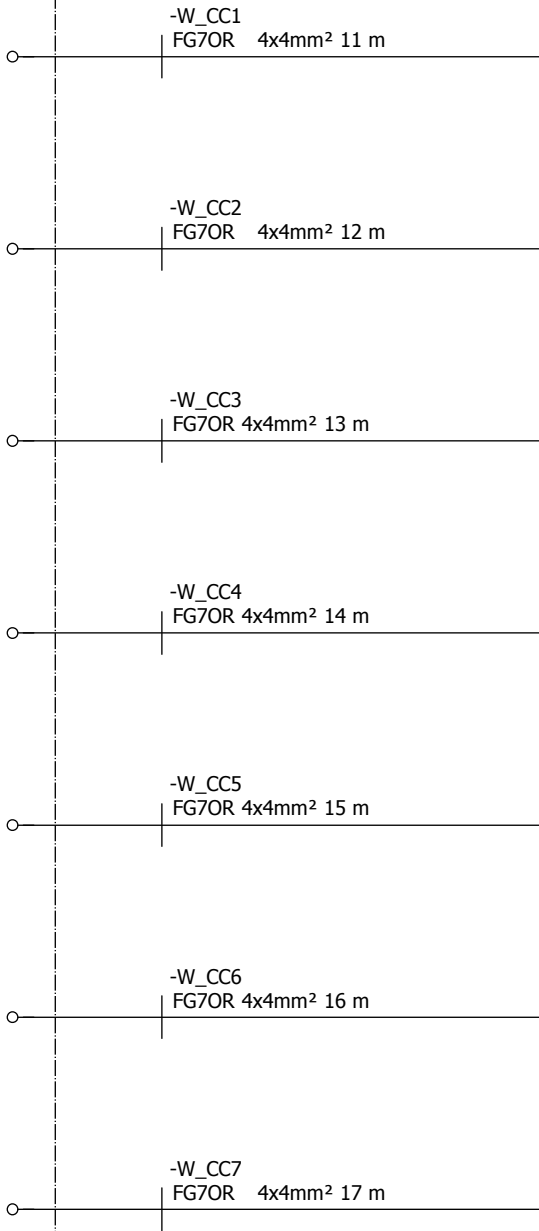 -W_CC1
FG7OR 4x4mm² 11 m
-W_CC2
FG7OR 4x4mm² 12 m
-W_CC3
FG7OR 4x4mm² 13 m
-W_CC4
FG7OR 4x4mm² 14 m
-W_CC5
FG7OR 4x4mm² 15 m
-W_CC6
FG7OR 4x4mm² 16 m
-W_CC7
FG7OR 4x4mm² 17 m